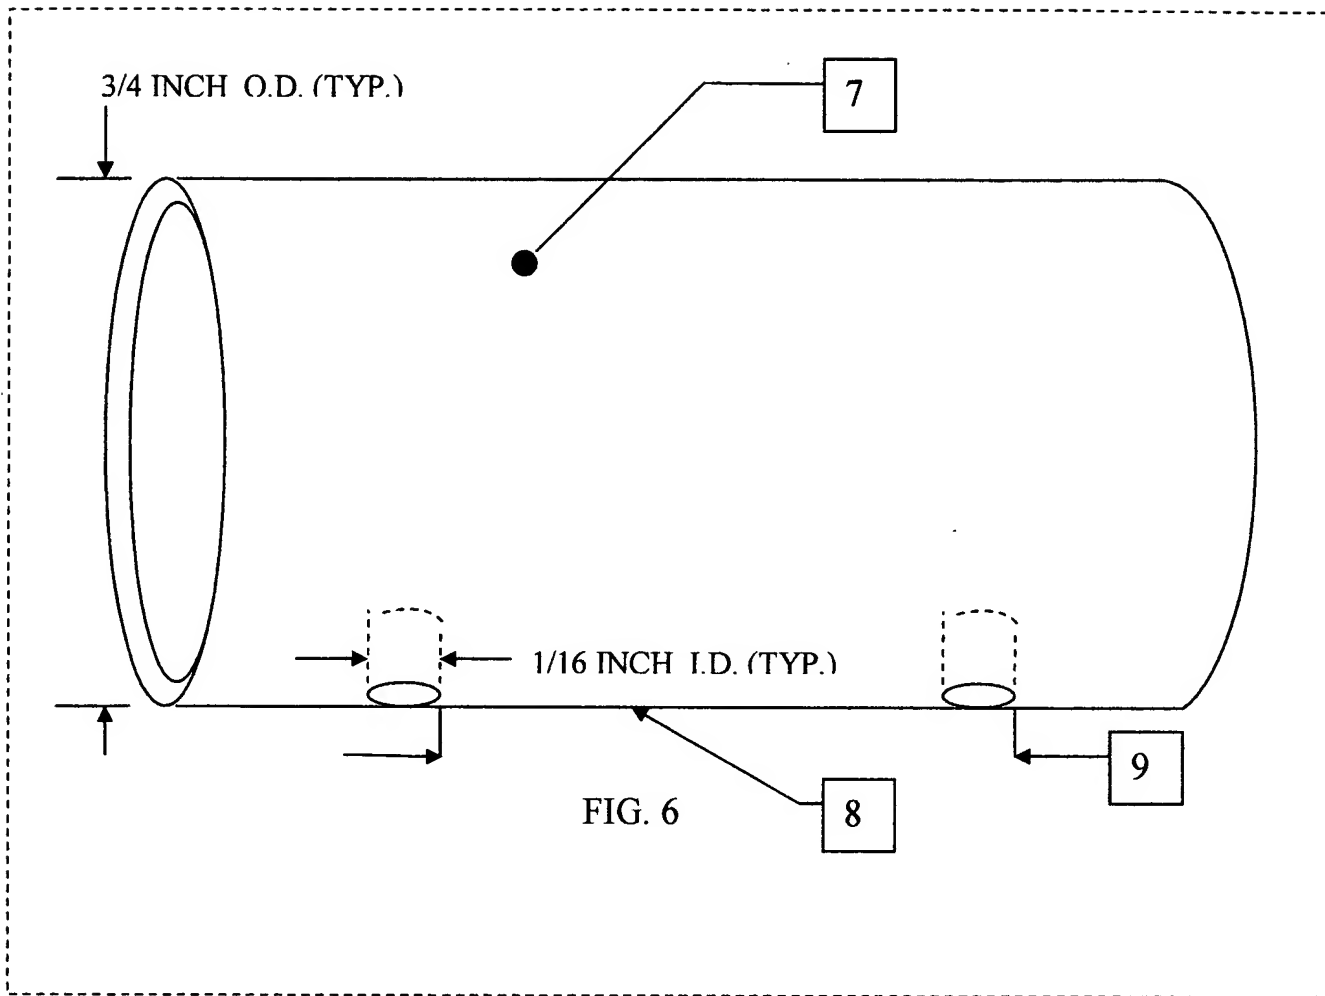 3/4 INCH O.D. (TYP.)
7
1/16 INCH I.D. (TYP.)
9
FIG. 6
8